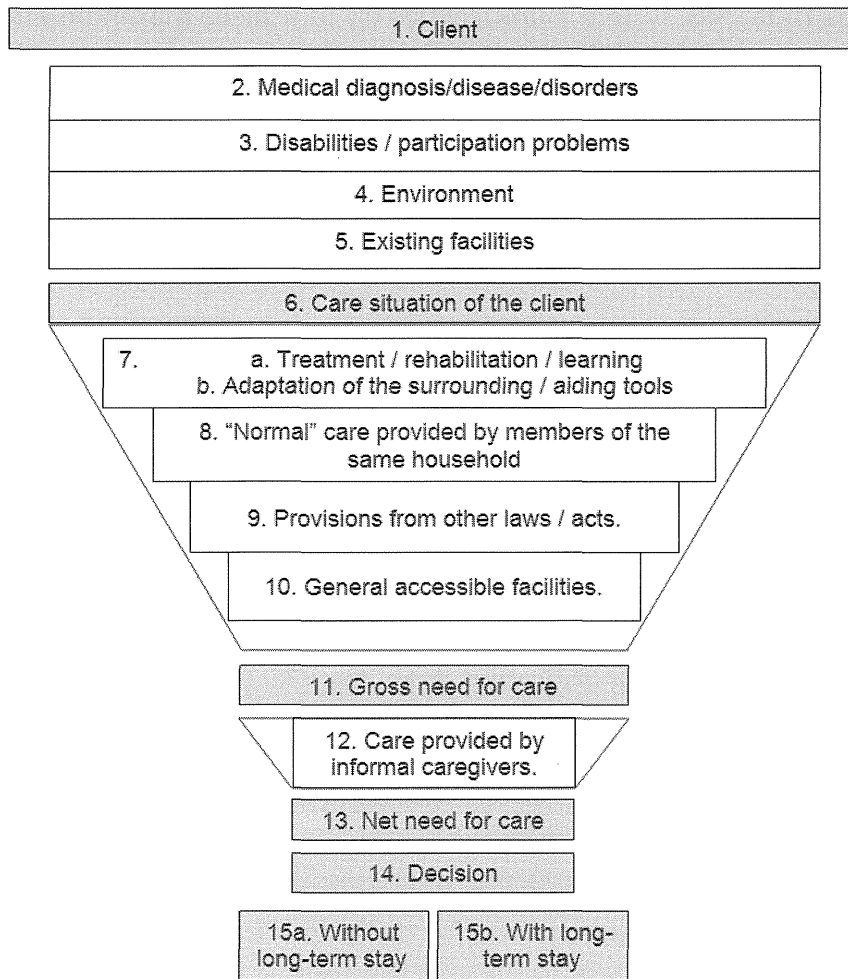 1. Client
2. Medical diagnosis/disease/disorders
3. Disabilities / participation problems
4. Environment
5. Existing facilities
6. Care situation of the client
7. a. Treatment / rehabilitation / learning
b. Adaptation of the surrounding / aiding tools
8. "Normal" care provided by members of the
same household
9. Provisions from other laws / acts.
10. General accessible facilities.
11. Gross need for care
12. Care provided by
informal caregivers.
13. Net need for care
14. Decision
15a. Without
long-term stay
15b. With long-
term stay